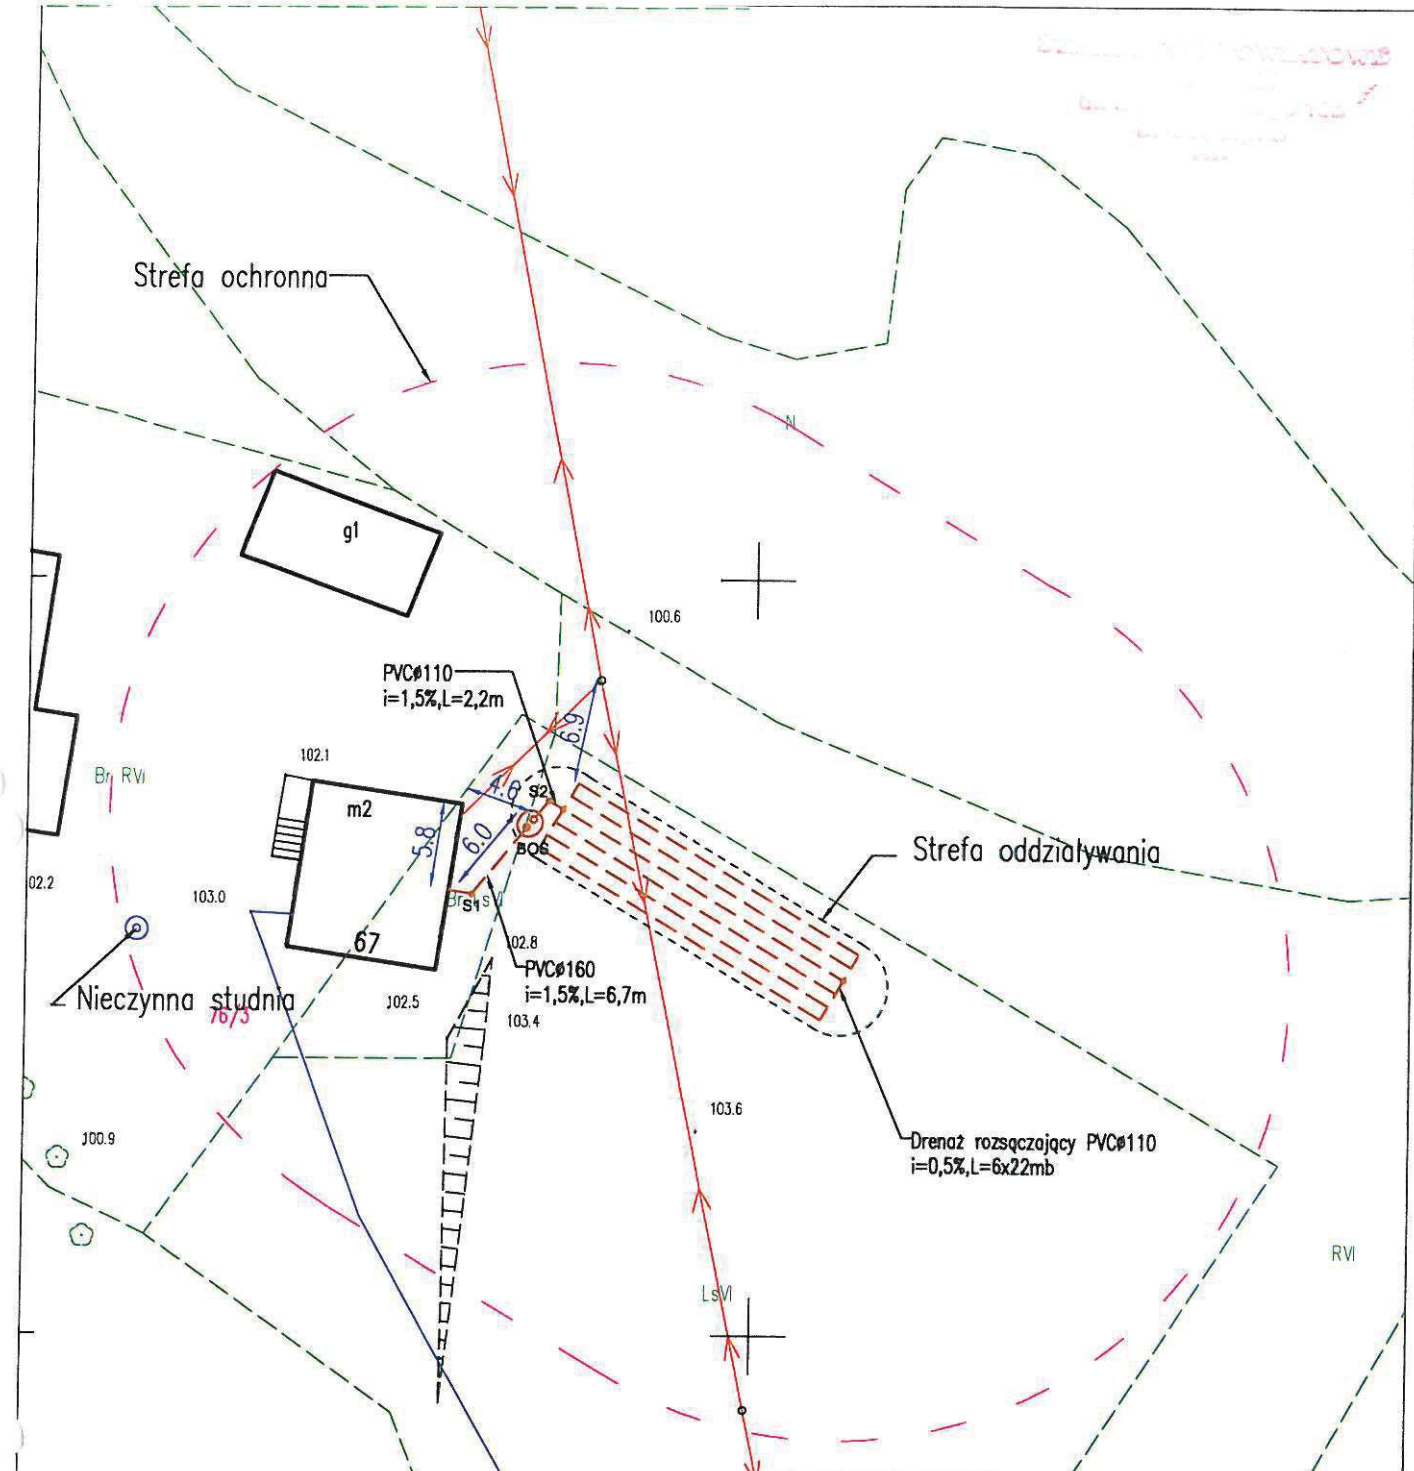 Strefa ochronna
N
g1
100.6
PVCø110
i=1,5%,L=2,2m
6.9
102.1
Br RVI
m2
4.6
S2
5.8
6.0
BOŚ
Strefa oddziaływania
02.2
103.0
S1
67
02.8
PVCø160
i=1,5%,L=6,7m
Nieczynna studnia
76/3
102.5
103.4
103.6
100.9
Drenaż rozsączający PVCø110
i=0,5%,L=6x22mb
RVI
LsVI